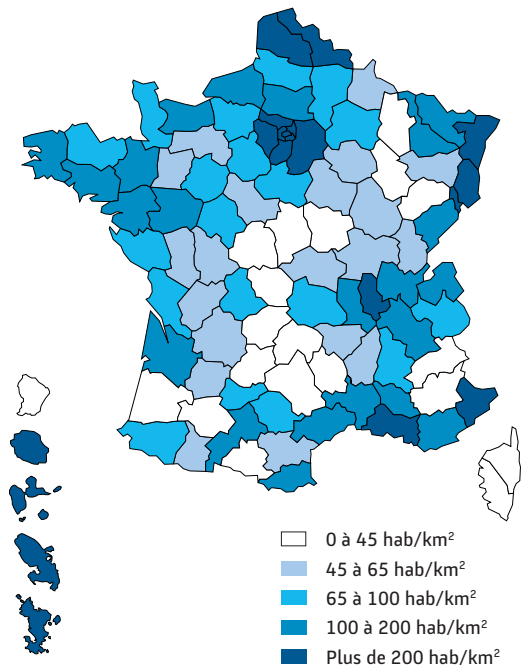 0 à 45 hab/km²
45 à 65 hab/km²
65 à 100 hab/km²
100 à 200 hab/km²
Plus de 200 hab/km²